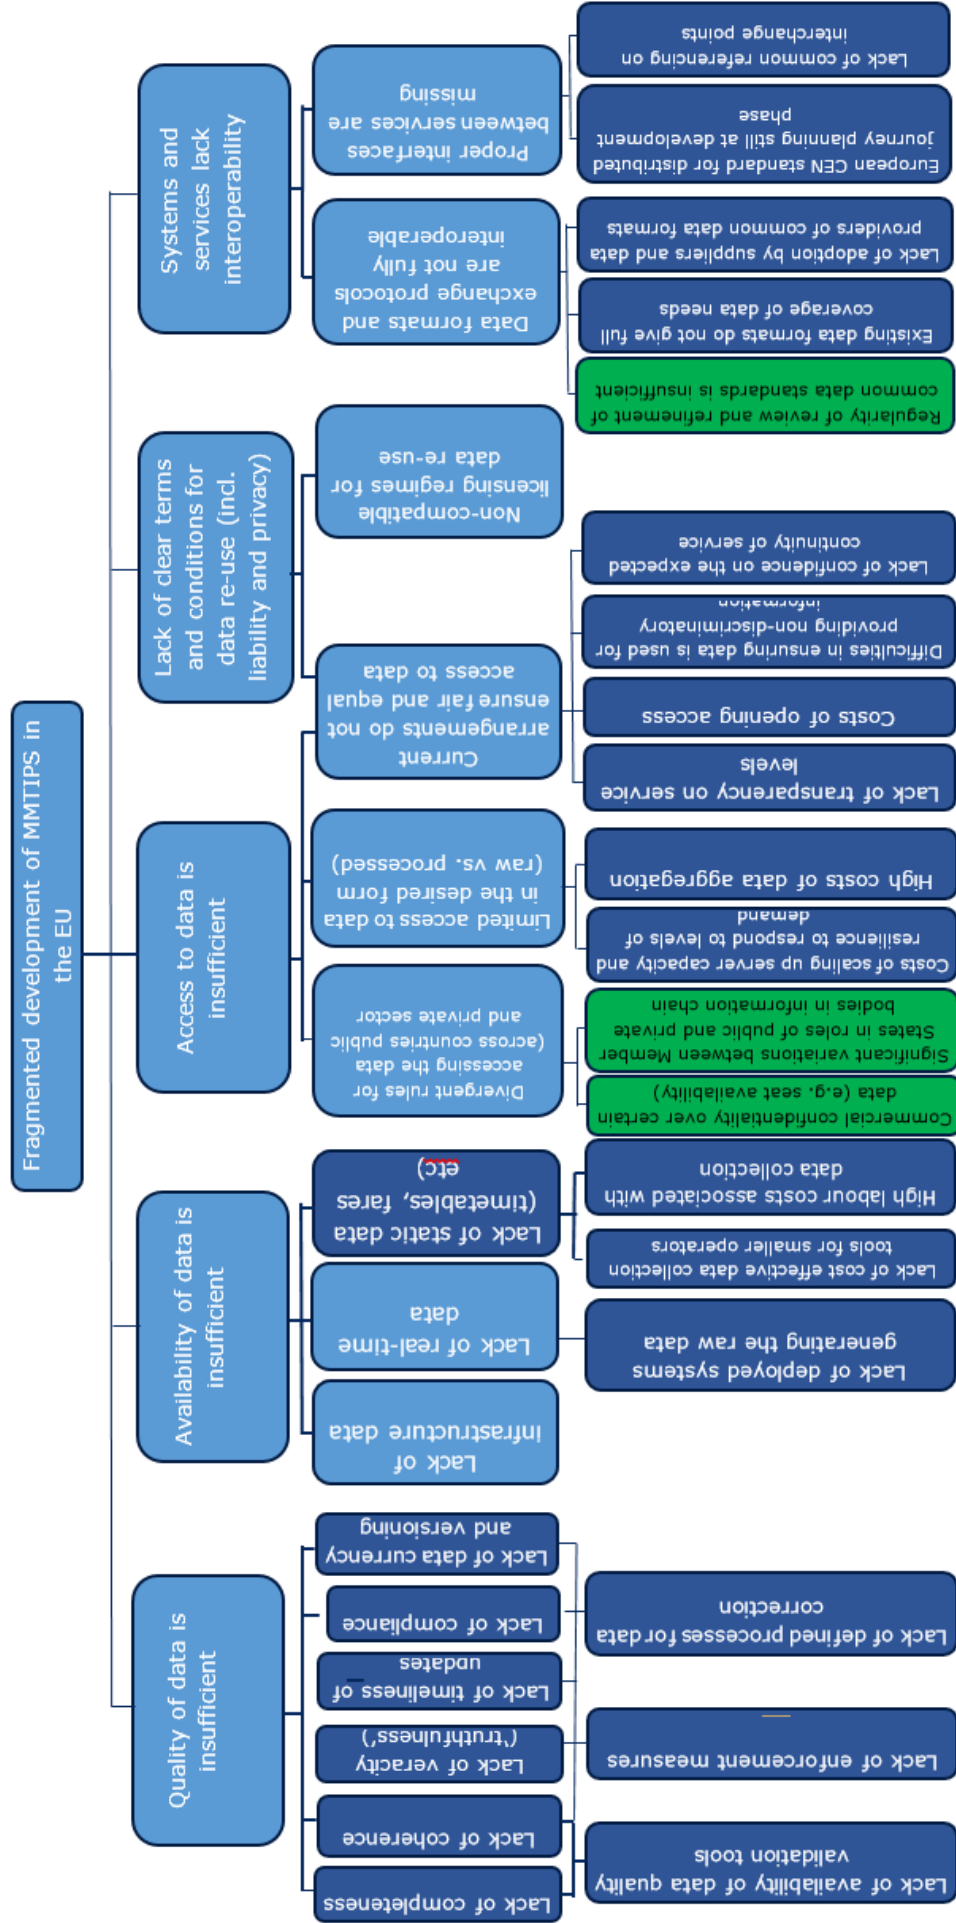 Fragmented development of MMTIPS in
the EU
Quality of data is
insufficient
Availability of data is
insufficient
Access to data is
insufficient
Lack of clear terms
and conditions for
data re-use (incl.
liability and privacy)
Systems and
services lack
interoperability
Lack of completeness
Lack of coherence
Lack of veracity
('truthfulness')
Lack of timeliness of
updates
Lack of compliance
Lack of data currency
and versioning
Lack of
infrastructure data
Lack of real-time
data
Lack of static data
(timetables, fares
etc)
Divergent rules for
accessing the data
(across countries public
and private sector
Limited access to data
in the desired form
(raw vs. processed)
Current
arrangements do not
ensure fair and equal
access to data
Non-compatible
licensing regimes for
data re-use
Data formats and
exchange protocols
are not fully
interoperable
Proper interfaces
between services are
missing
Lack of availability of data quality
validation tools
Lack of enforcement measures
Lack of defined processes for data
correction
Lack of deployed systems
generating the raw data
Lack of cost effective data collection
tools for smaller operators
High labour costs associated with
data collection
Commercial confidentiality over certain
data (e.g. seat availability)
Significant variations between Member
States in roles of public and private
bodies in information chain
Costs of scaling up server capacity and
resilience to respond to levels of
demand
High costs of data aggregation
Lack of transparency on service
levels
Costs of opening access
Difficulties in ensuring data is used for
providing non-discriminatory
information
Lack of confidence on the expected
continuity of service
Regularity of review and refinement of
common data standards is insufficient
Existing data formats do not give full
coverage of data needs
Lack of adoption by suppliers and data
providers of common data formats
European CEN standard for distributed
journey planning still at development
phase
Lack of common referencing on
interchange points